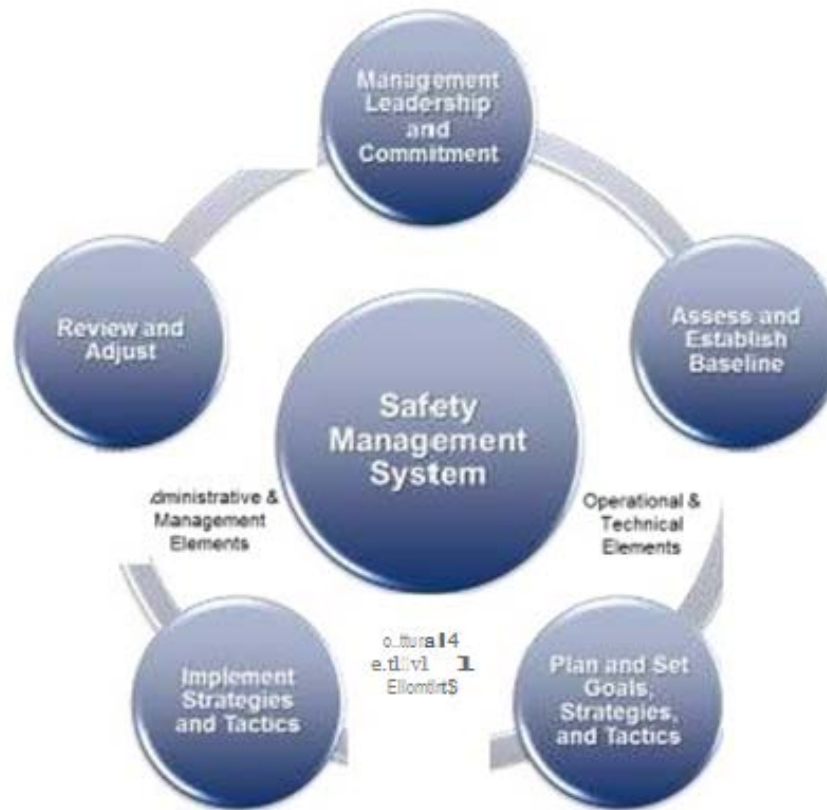 Management
Leadership
and
Commitment
Review and
Adjust
Assess and
Establish
Baseline
Safety
Management
System
dministrative &
Management
Elements
Operational &
Technical
Elements
Implement
Strategies
and Tactics
Plan and Set
Goals,
Strategies,
and Tactics